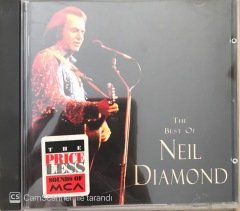 THE
BEST OF
NEIL
DIAMOND
THE
PRICE
LESS
SOUNDS OF
MCA
CS CamScanner ile tarandı